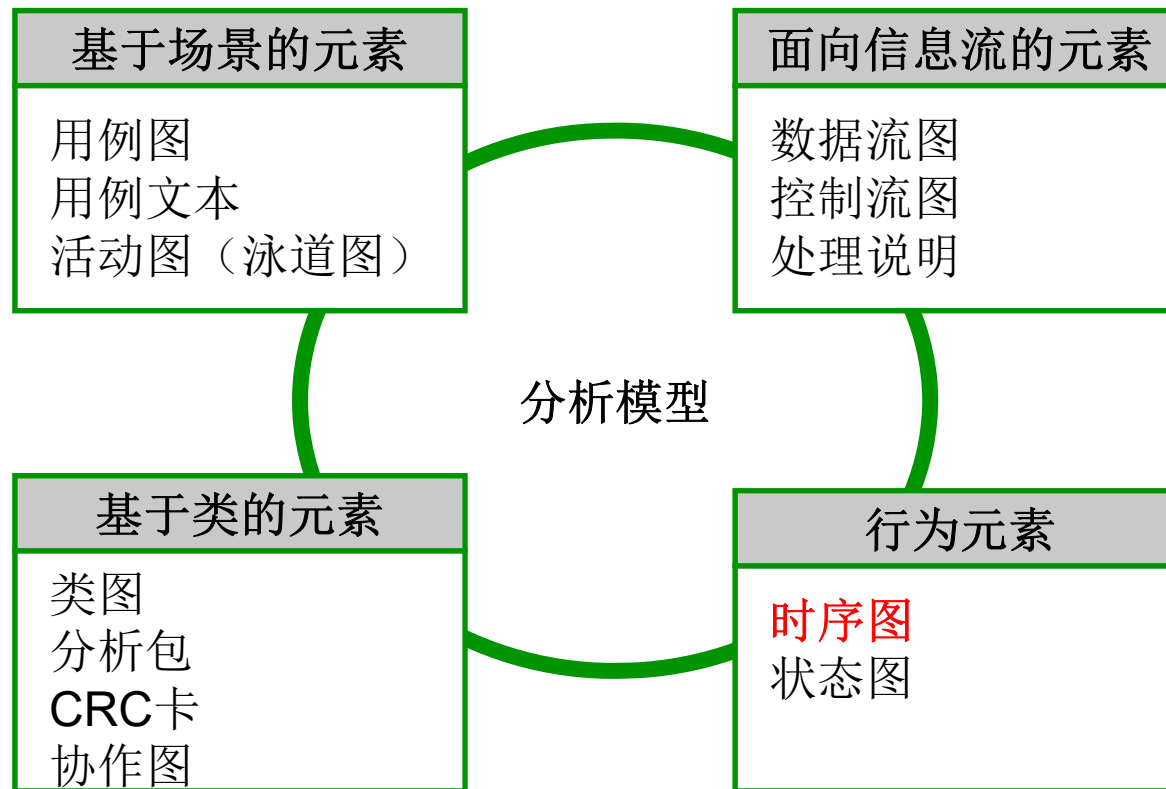 基于场景的元素
用例图
用例文本
活动图（泳道图）
面向信息流的元素
数据流图
控制流图
处理说明
分析模型
基于类的元素
类图
分析包
CRC卡
协作图
行为元素
时序图
状态图